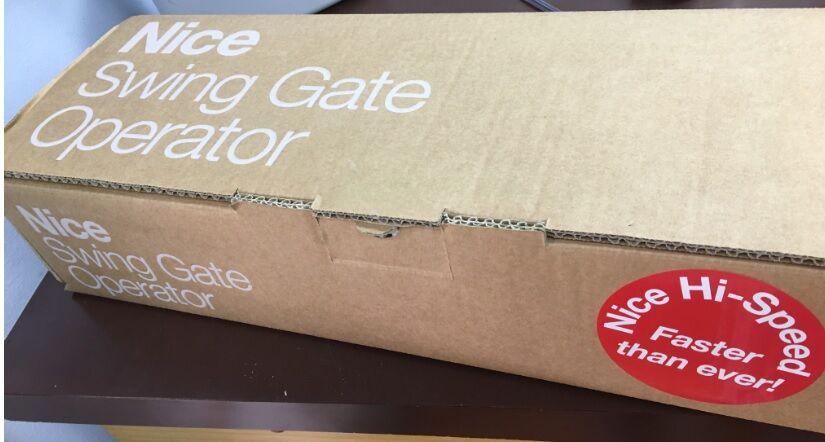 Nice
Swing Gate
Operator
Nice
Swing Gate
Operator
Nice Hi-Speed
Faster
than ever!